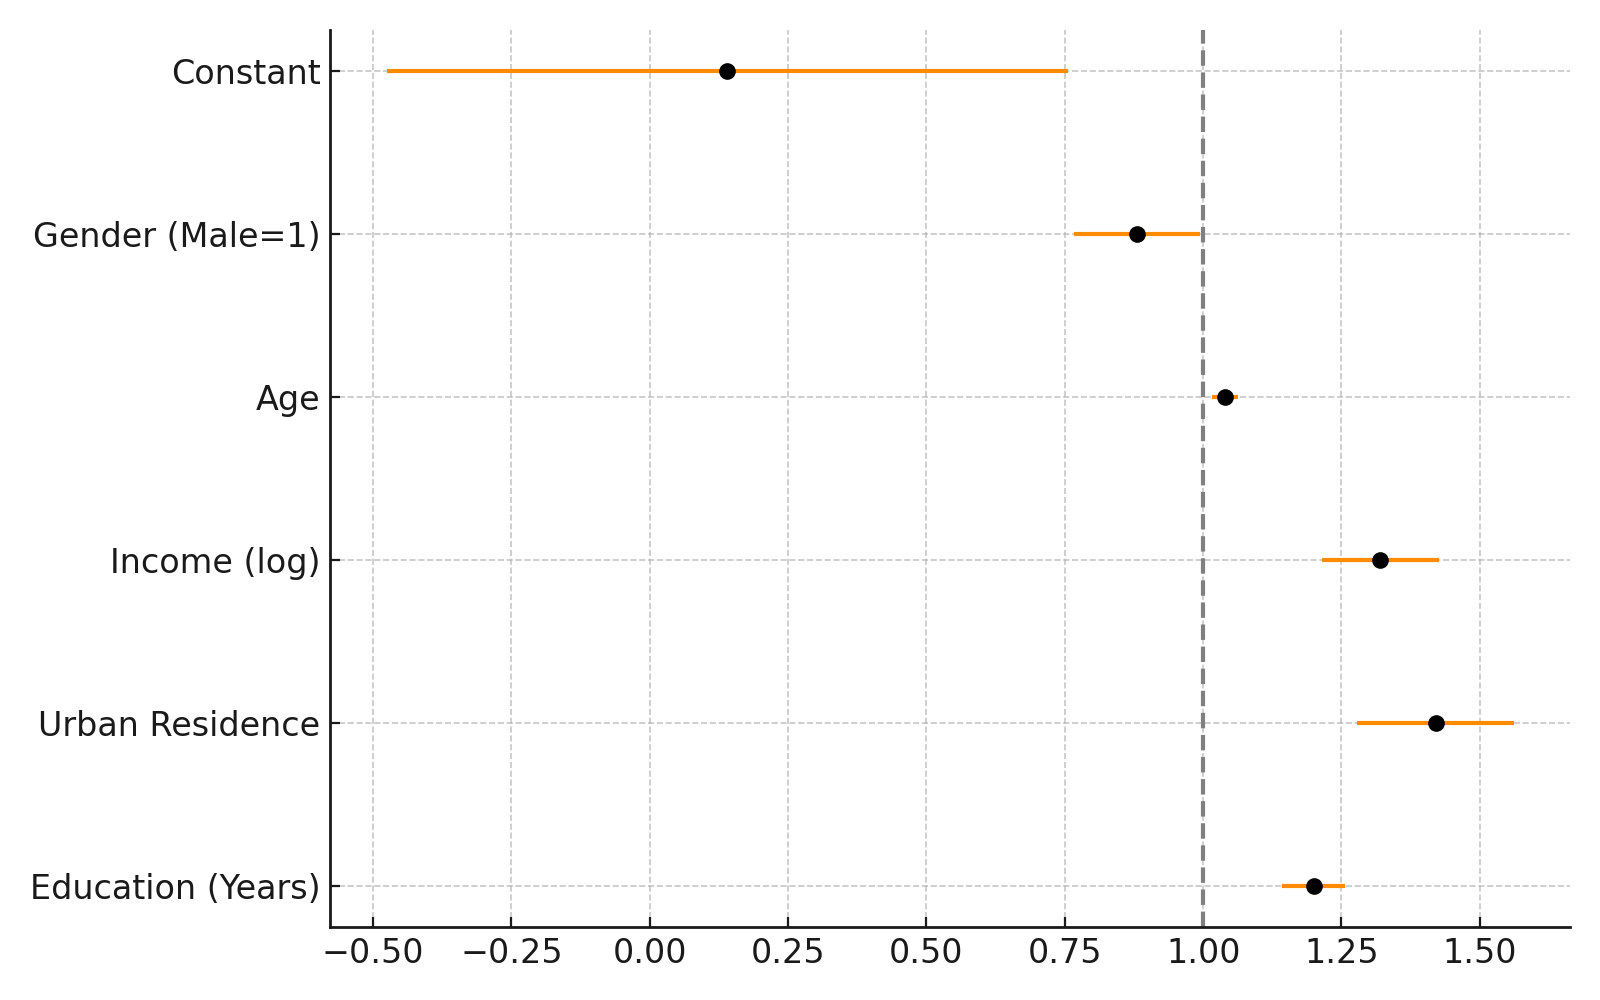 Constant
Gender (Male=1)
Age
Income (log)
Urban Residence
Education (Years)
−0.50 −0.25 0.00 0.25 0.50 0.75 1.00 1.25 1.50